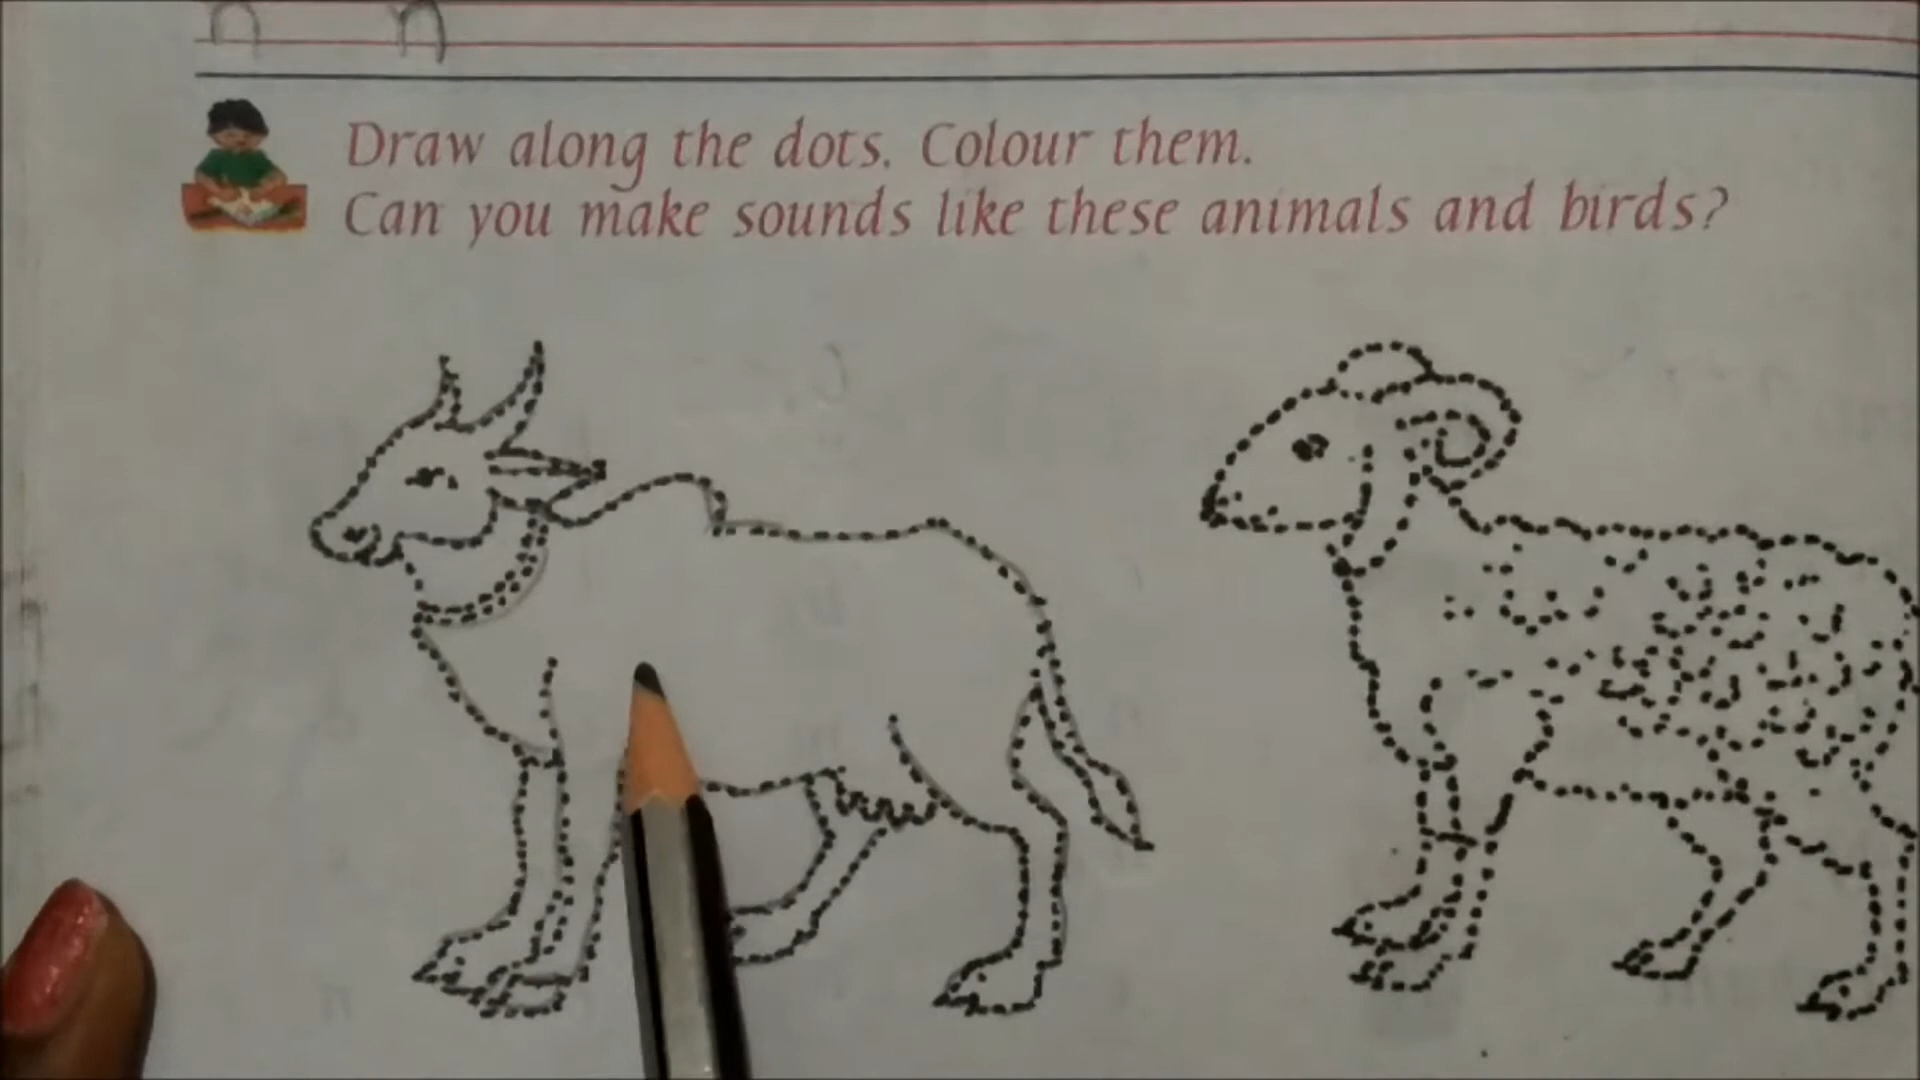 n n
Draw along the dots. Colour them.
Can you make sounds like these animals and birds?